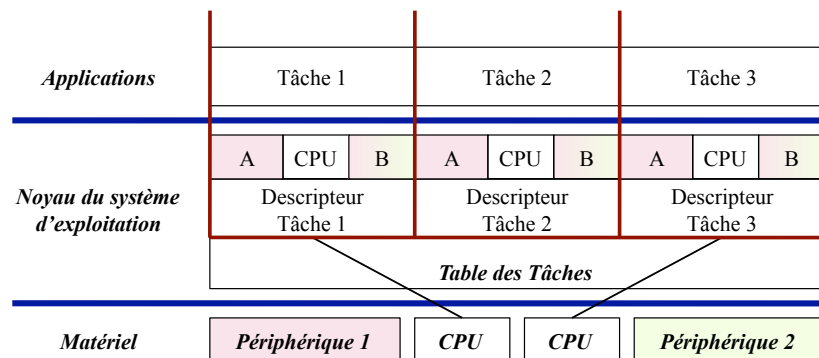 Applications
Tâche 1
Tâche 2
Tâche 3
A CPU B A CPU B A CPU B
Noyau du système
d'exploitation
Descripteur
Tâche 1
Descripteur
Tâche 2
Descripteur
Tâche 3
Table des Tâches
Matériel
Périphérique 1
CPU
CPU
Périphérique 2